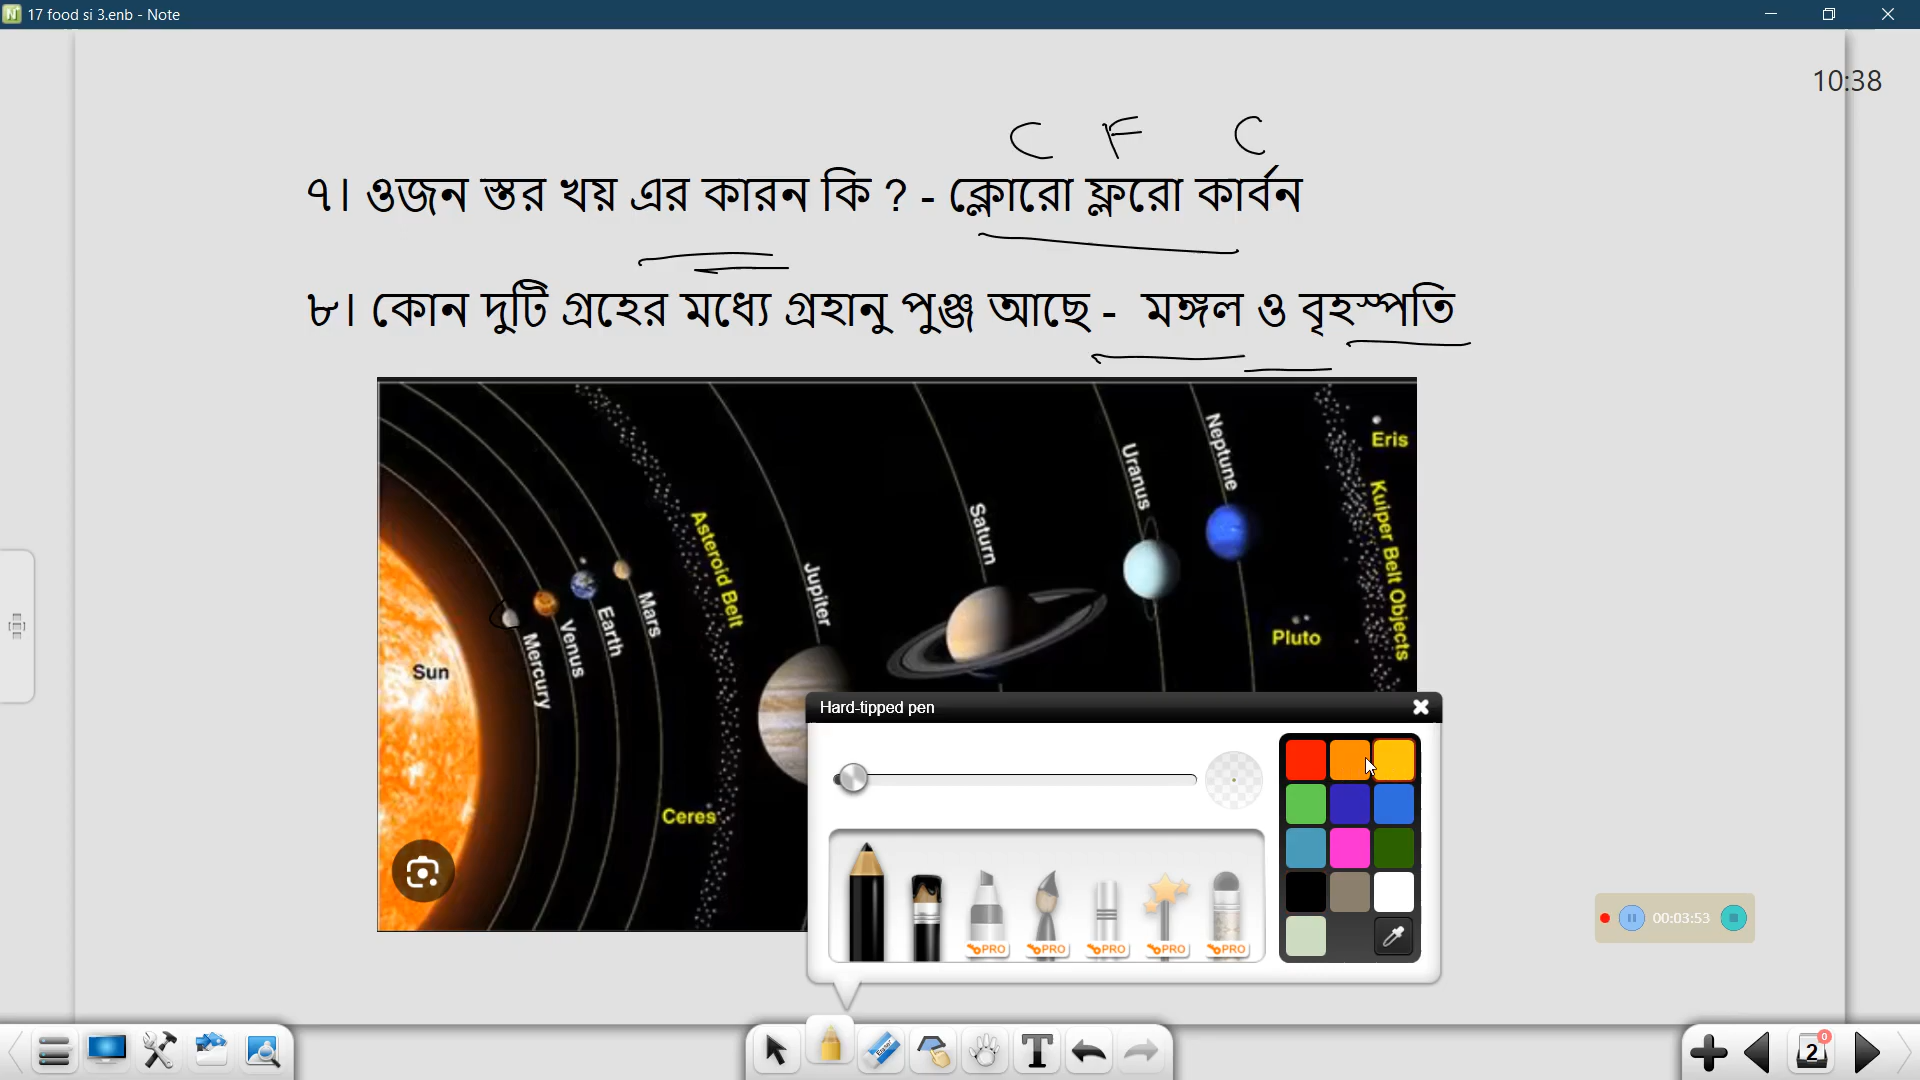 17 food si 3.enb - Note
10:38
C F C
৭। ওজন স্তর খয় এর কারন কি ? - ক্লোরো ফ্লরো কার্বন
৮। কোন দুটি গ্রহের মধ্যে গ্রহানু পুঞ্জ আছে - মঙ্গল ও বৃহস্পতি
Sun
Mercury
Venus
Earth
Mars
Asteroid Belt
Ceres
Jupiter
Saturn
Uranus
Neptune
Pluto
Eris
Kuiper Belt Objects
Hard-tipped pen
PRO PRO PRO PRO PRO
00:03:53
Eraser
T
2
0